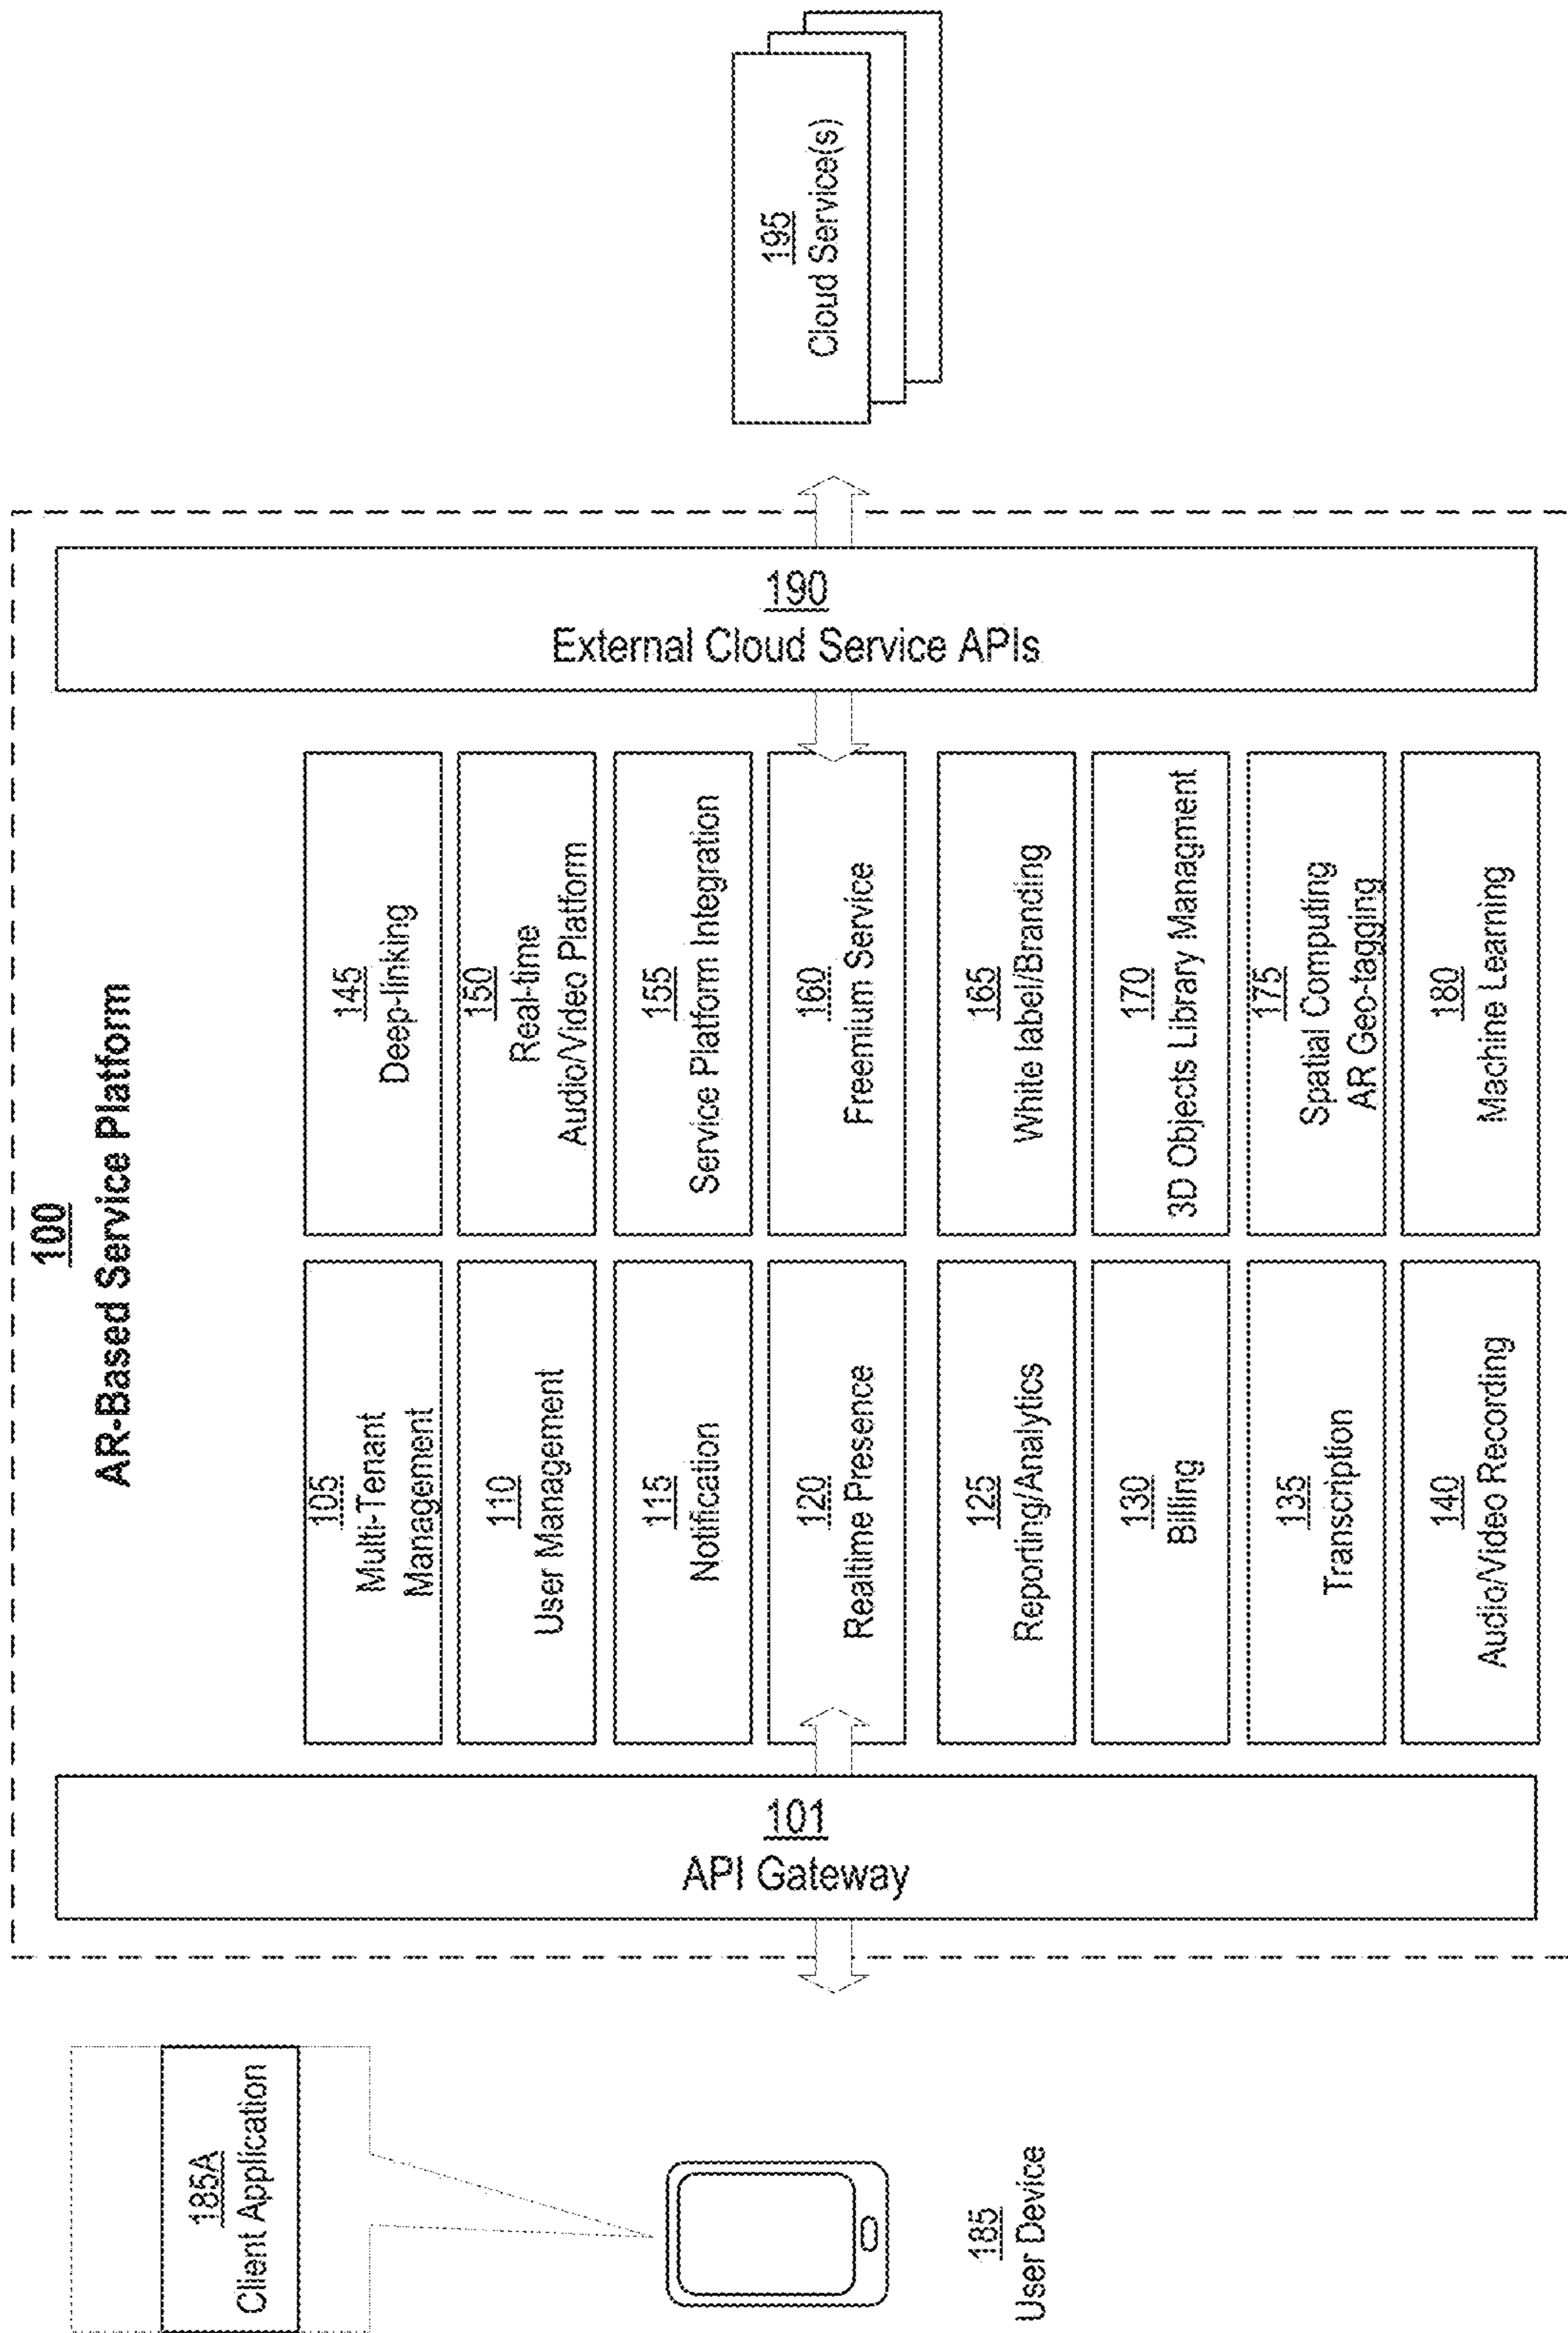 100
AR-Based Service Platform
185A
Client Application
185
User Device
101
API Gateway
105
Multi-Tenant
Management
110
User Management
115
Notification
120
Realtime Presence
125
Reporting/Analytics
130
Billing
135
Transcription
140
Audio/Video Recording
145
Deep-linking
150
Real-time
Audio/Video Platform
155
Service Platform Integration
160
Freemium Service
165
White label/Branding
170
3D Objects Library Managment
175
Spatial Computing
AR Geo-tagging
180
Machine Learning
190
External Cloud Service APIs
195
Cloud Service(s)